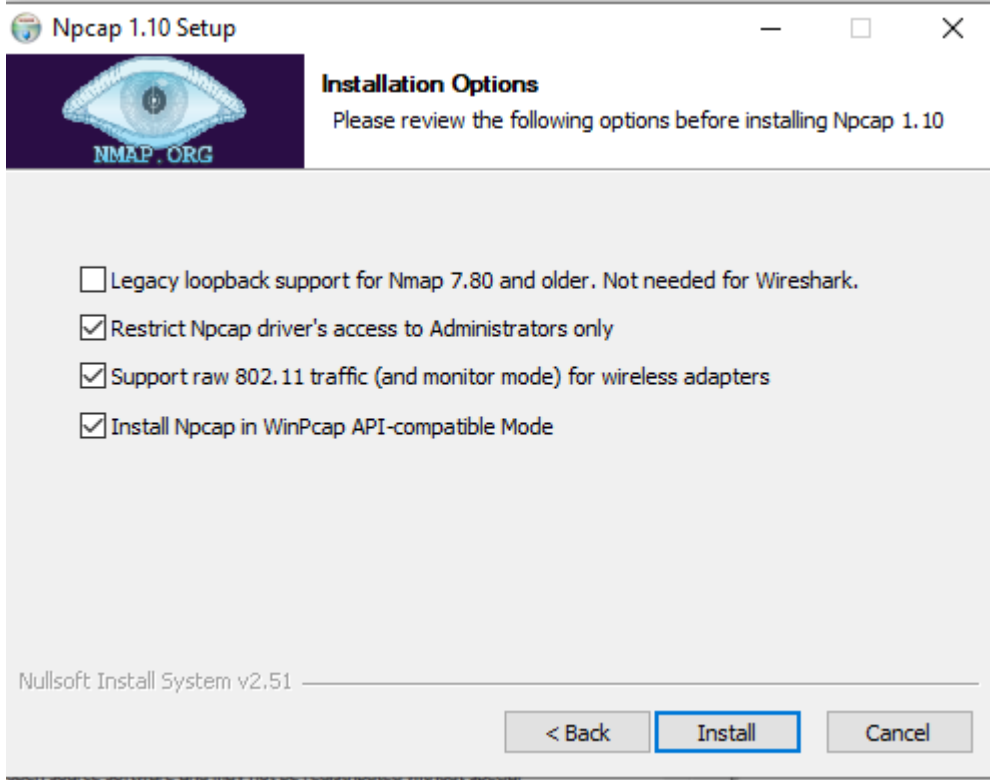 Npcap 1.10 Setup
NMAP.ORG
Installation Options
Please review the following options before installing Npcap 1.10
Legacy loopback support for Nmap 7.80 and older. Not needed for Wireshark.
Restrict Npcap driver's access to Administrators only
Support raw 802.11 traffic (and monitor mode) for wireless adapters
Install Npcap in WinPcap API-compatible Mode
Nullsoft Install System v2.51
< Back
Install
Cancel